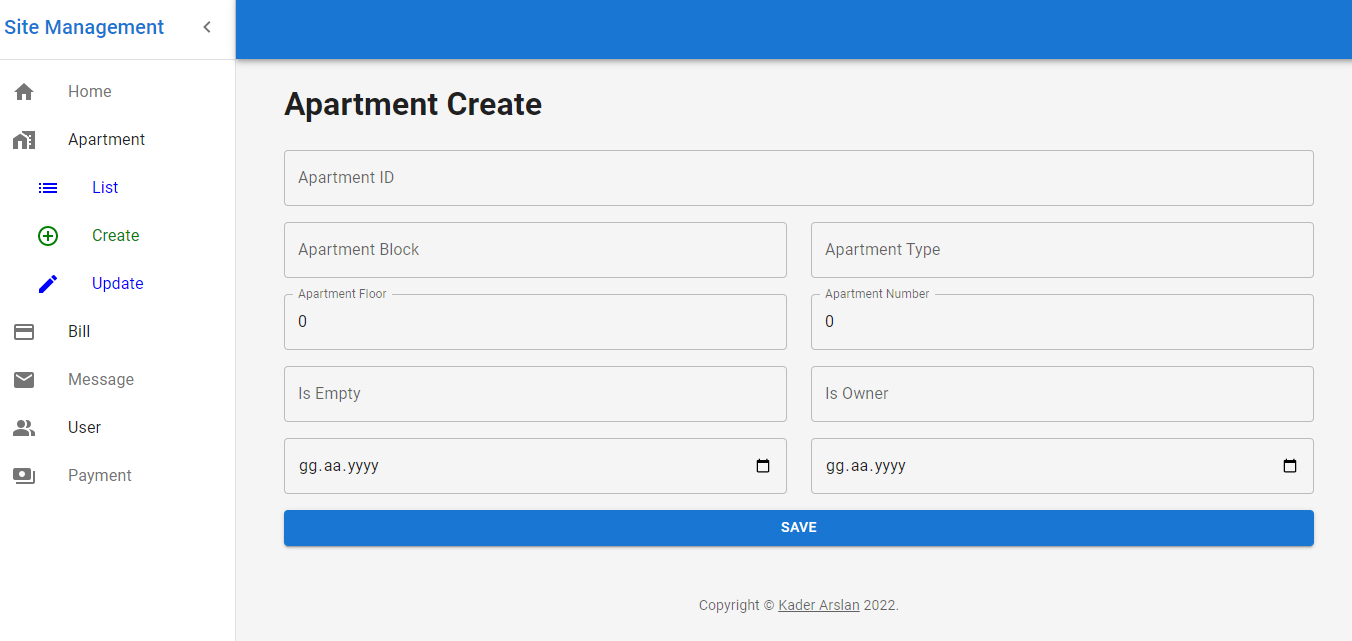 Site Management
Home
Apartment
List
Create
Update
Bill
Message
User
Payment
Apartment Create
Apartment ID
Apartment Block
Apartment Type
Apartment Floor
0
Apartment Number
0
Is Empty
Is Owner
gg.aa.yyyy
gg.aa.yyyy
SAVE
Copyright © Kader Arslan 2022.